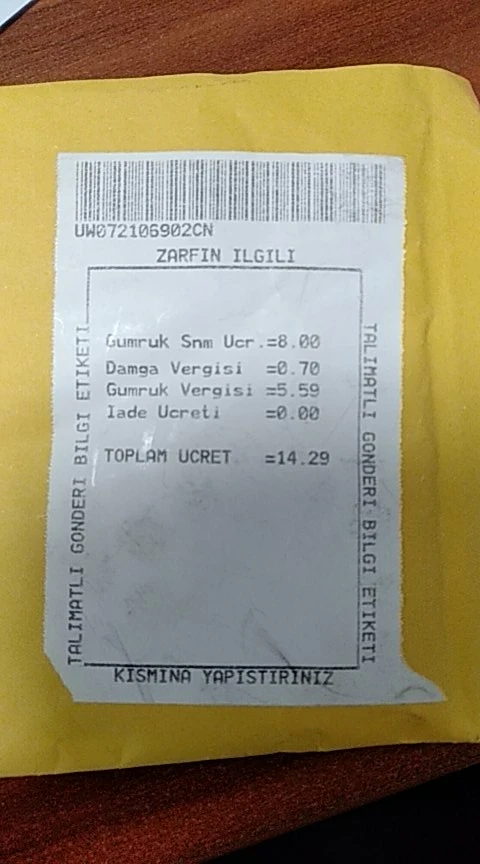 UW072106902CN
ZARFIN ILGILI
TALIMATLI GONDERI BILGI ETIKETI
Gumruk Snm Ucr.=8.00
Damga Vergisi =0.70
Gumruk Vergisi =5.59
Iade Ucreti =0.00
TOPLAM UCRET =14.29
TALIMATLI GONDERI BILGI ETIKETI
KISMINA YAPISTIRINIZ